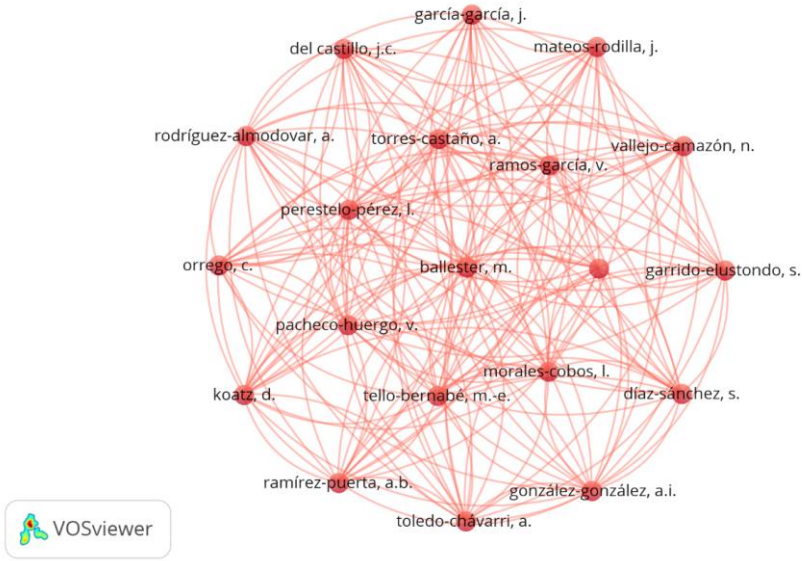 garcía-garcía, j.
del castillo, j.c.
mateos-rodilla, j.
rodríguez-almodovar, a.
torres-castaño, a.
vallejo-camazón, n.
ramos-garcía, v.
perestelo-pérez, l.
orrego, c.
ballester, m.
garrido-elustondo, s.
pacheco-huergo, v.
morales-cobos, l.
koatz, d.
tello-bernabé, m.-e.
díaz-sánchez, s.
ramírez-puerta, a.b.
gonzález-gonzález, a.i.
toledo-chávarri, a.
VOSviewer